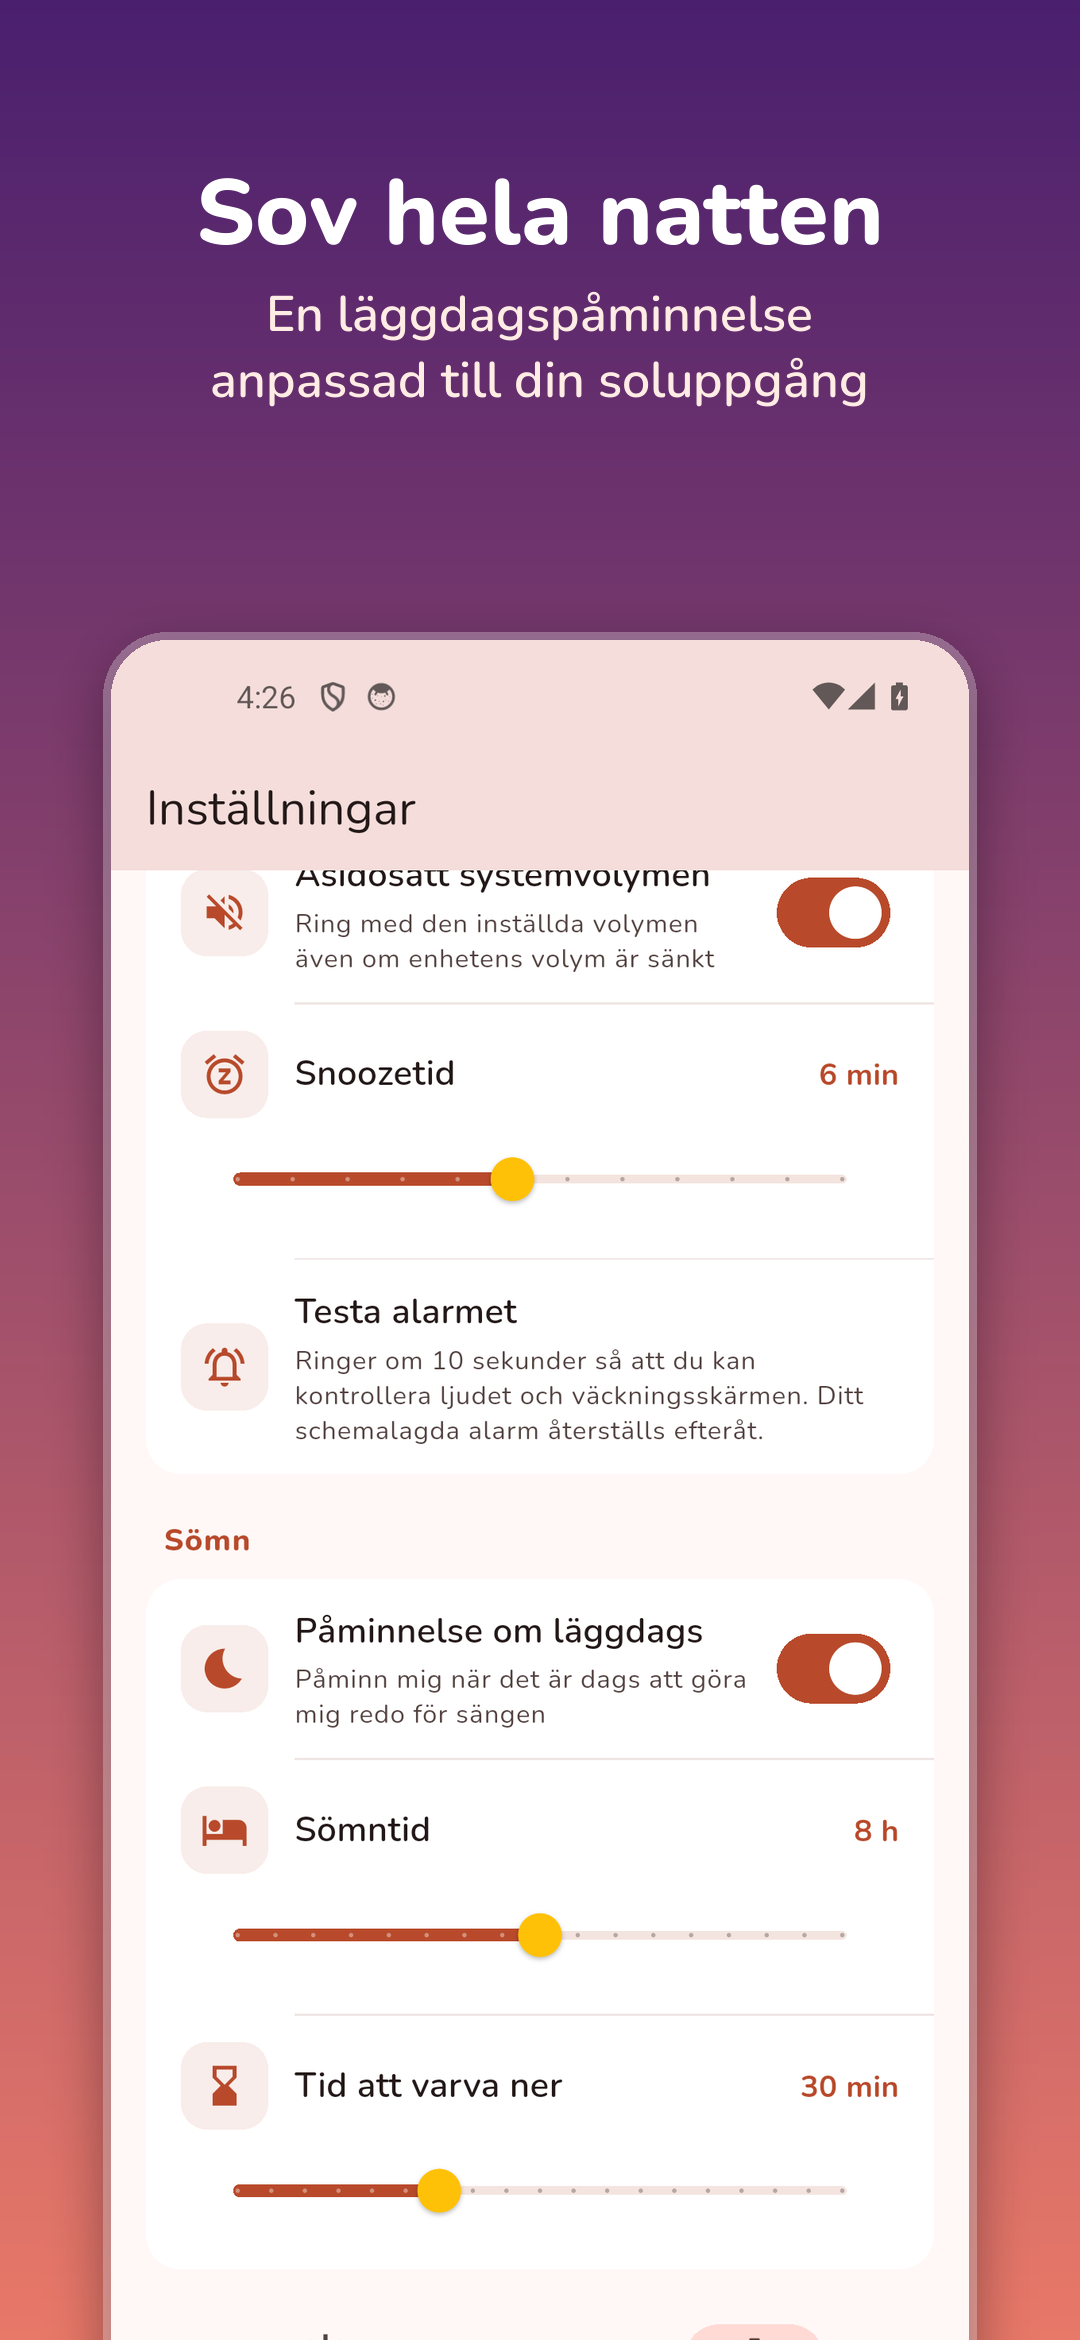 Sov hela natten
En läggdagspåminnelse
anpassad till din soluppgång
4:26
Inställningar
Åsidosätt systemvolymen
Ring med den inställda volymen
även om enhetens volym är sänkt
Snoozetid
6 min
Testa alarmet
Ringer om 10 sekunder så att du kan
kontrollera ljudet och väckningsskärmen. Ditt
schemalagda alarm återställs efteråt.
Sömn
Påminnelse om läggdags
Påminn mig när det är dags att göra
mig redo för sängen
Sömntid
8 h
Tid att varva ner
30 min